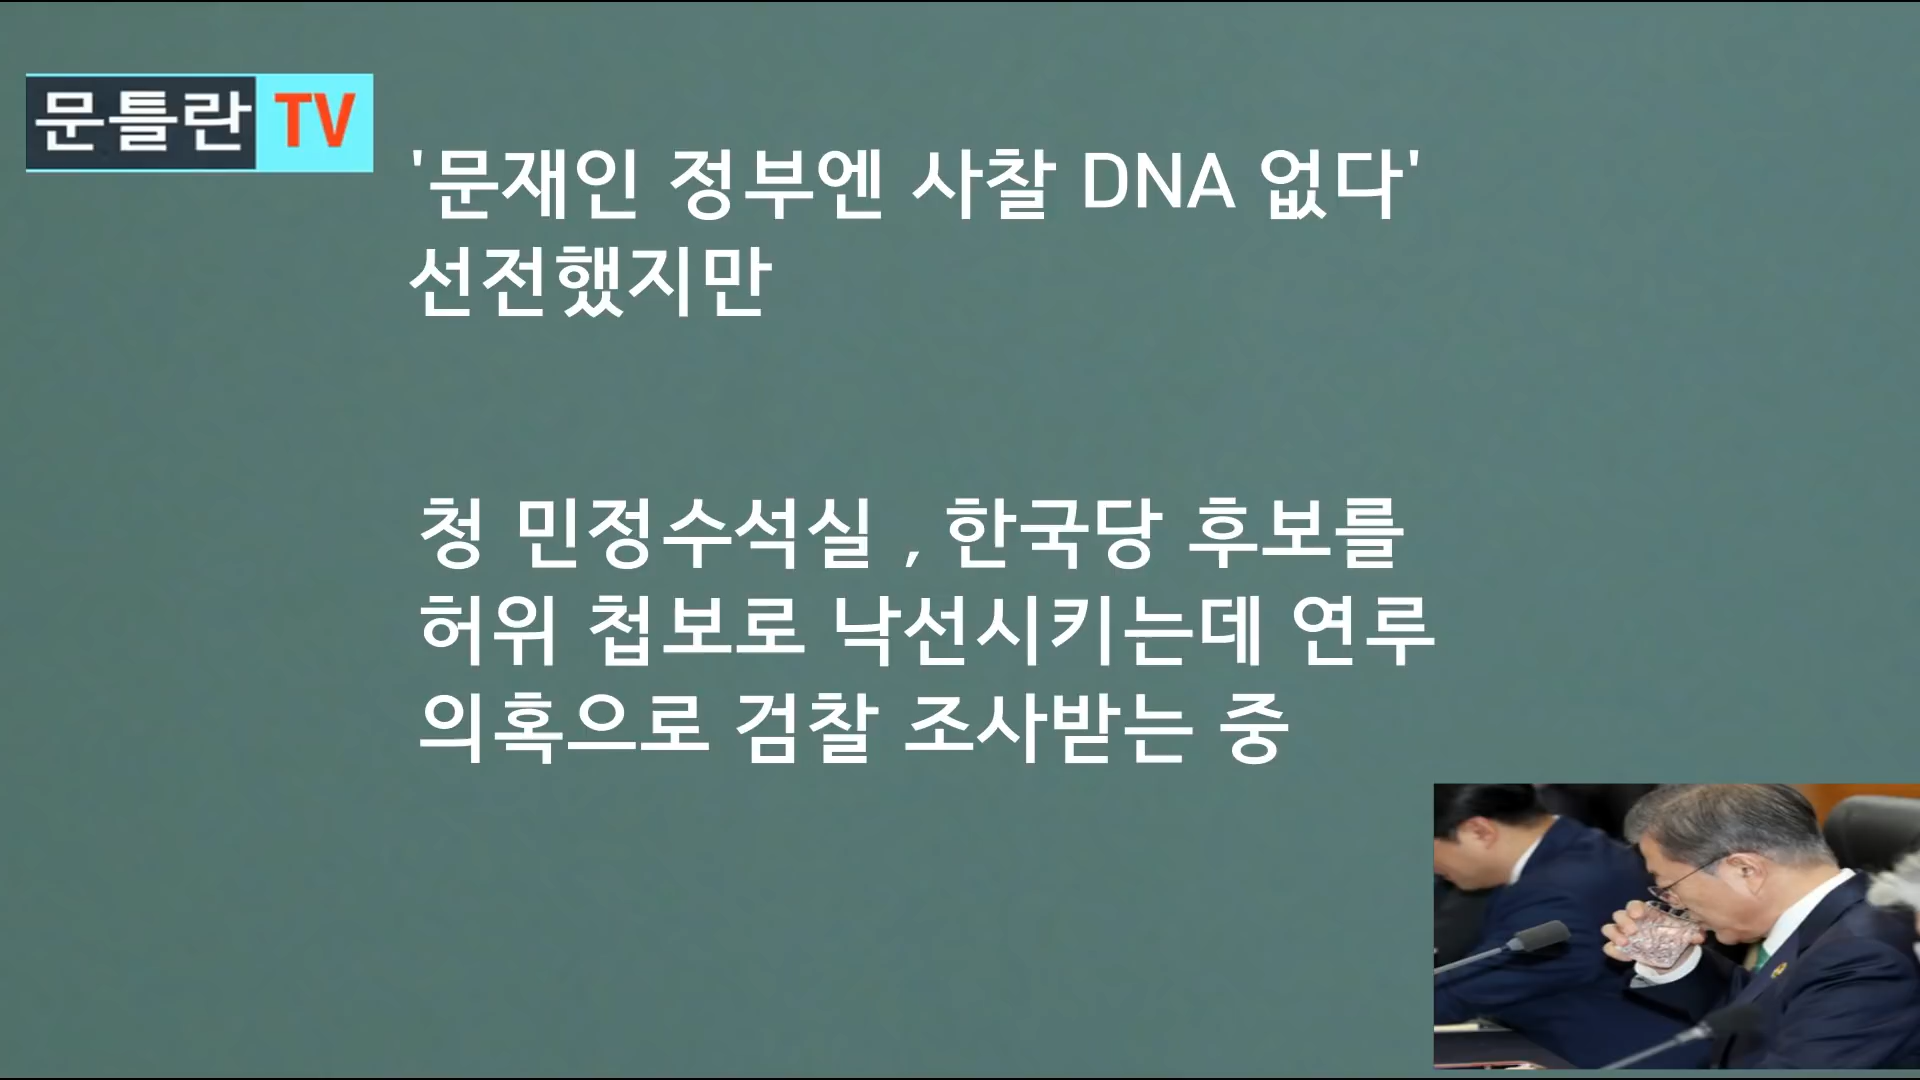 문틀란 TV
'문재인 정부엔 사찰 DNA 없다'
선전했지만
청 민정수석실 , 한국당 후보를
허위 첩보로 낙선시키는데 연루
의혹으로 검찰 조사받는 중